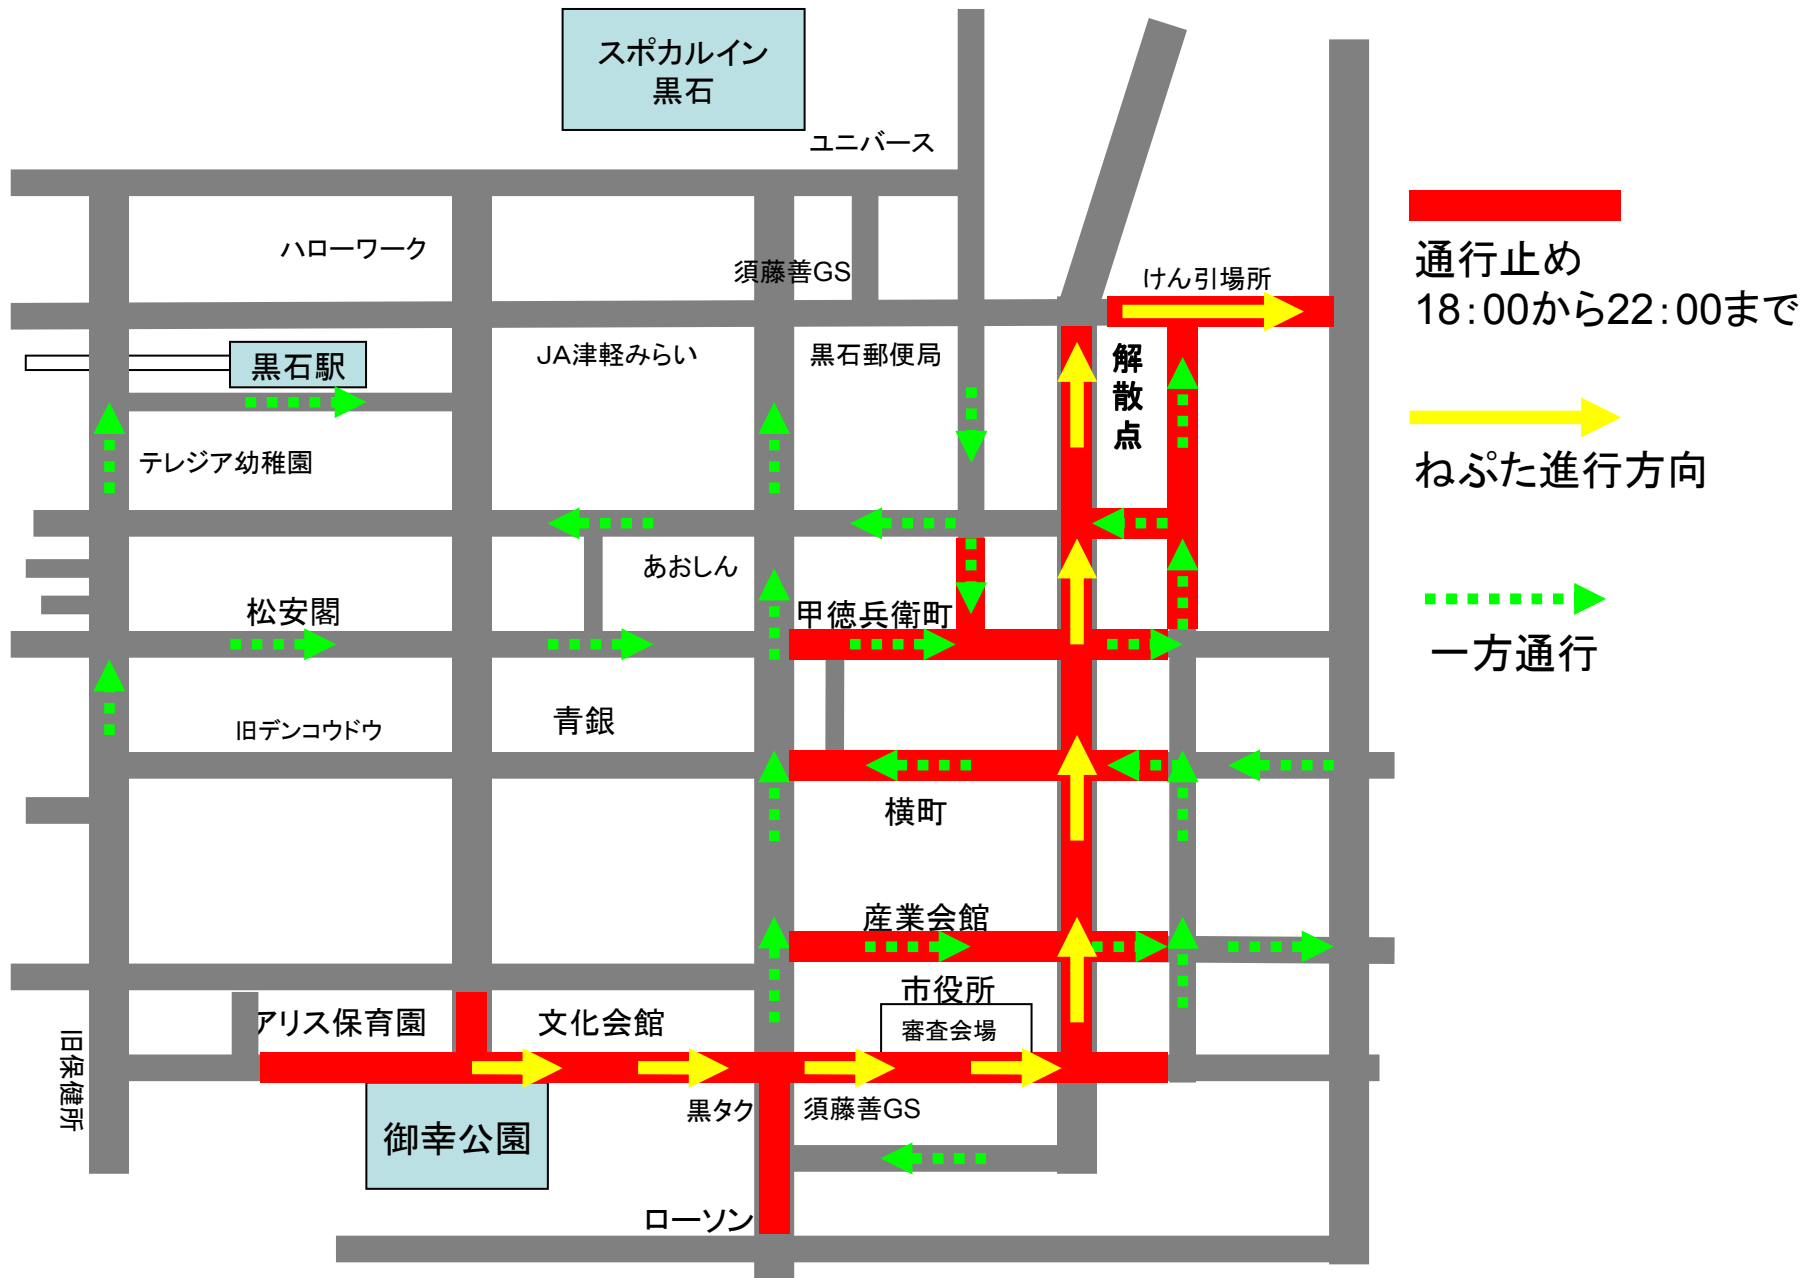 スポカルイン
黒石
ユニバース
ハローワーク
須藤善GS
けん引場所
通行止め
18:00から22:00まで
黒石駅
JA津軽みらい
黒石郵便局
解散点
テレジア幼稚園
ねぷた進行方向
あおしん
松安閣
甲徳兵衛町
一方通行
旧デンコウドウ
青銀
横町
産業会館
市役所
アリス保育園
文化会館
審査会場
旧保健所
黒タク
須藤善GS
御幸公園
ローソン